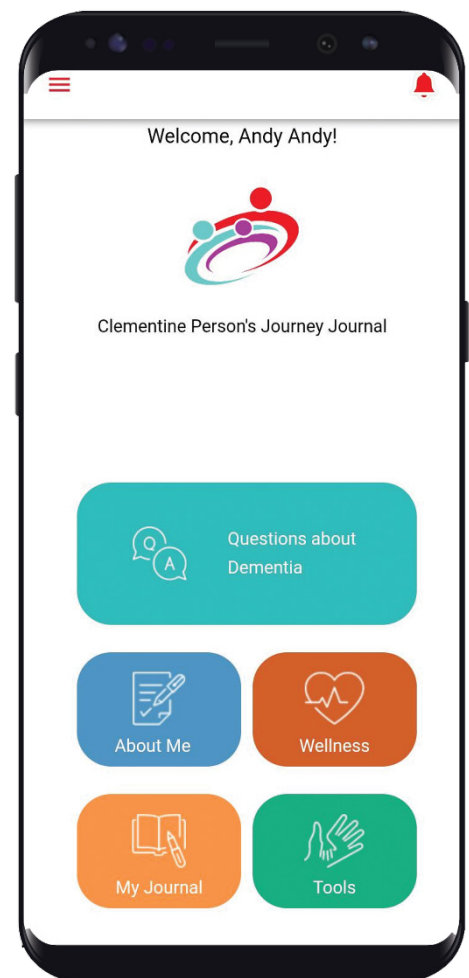 Welcome, Andy Andy!
Clementine Person's Journey Journal
Q
A
Questions about
Dementia
About Me
Wellness
My Journal
Tools